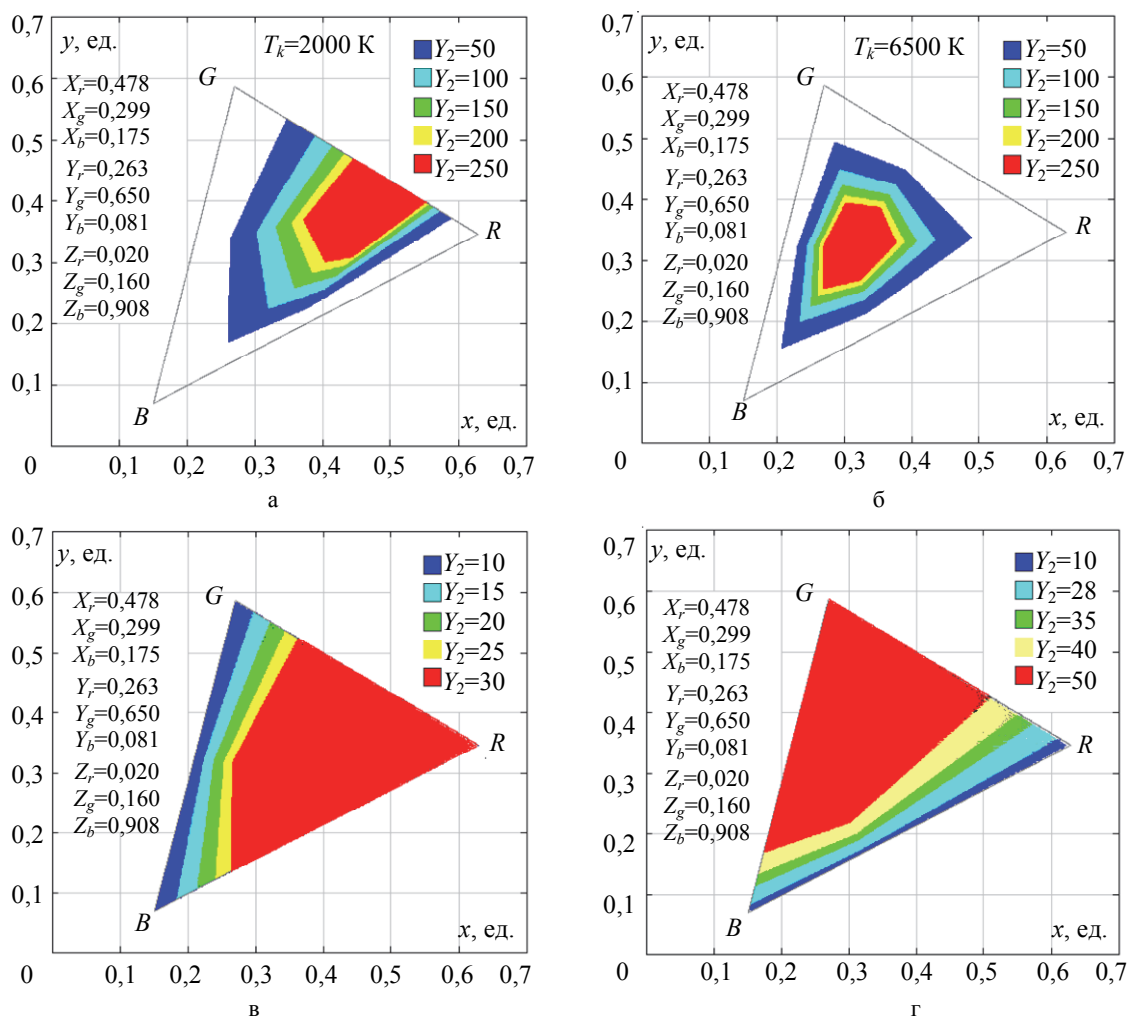 0,7
y, ед.
T_k=2000 К
Y_2=50
Y_2=100
Y_2=150
Y_2=200
Y_2=250
0,6
G
X_r=0,478
X_g=0,299
X_b=0,175
0,5
Y_r=0,263
Y_g=0,650
Y_b=0,081
0,4
Z_r=0,020
Z_g=0,160
Z_b=0,908
R
0,3
0,2
0,1
B
x, ед.
0 0,1 0,2 0,3 0,4 0,5 0,6 0,7
а
0,7
y, ед.
T_k=6500 К
Y_2=50
Y_2=100
Y_2=150
Y_2=200
Y_2=250
0,6
G
X_r=0,478
X_g=0,299
X_b=0,175
0,5
Y_r=0,263
Y_g=0,650
Y_b=0,081
0,4
Z_r=0,020
Z_g=0,160
Z_b=0,908
R
0,3
0,2
0,1
B
x, ед.
0 0,1 0,2 0,3 0,4 0,5 0,6 0,7
б
0,7
y, ед.
Y_2=10
Y_2=15
Y_2=20
Y_2=25
Y_2=30
0,6
G
X_r=0,478
X_g=0,299
X_b=0,175
0,5
Y_r=0,263
Y_g=0,650
Y_b=0,081
0,4
Z_r=0,020
Z_g=0,160
Z_b=0,908
R
0,3
0,2
0,1
B
x, ед.
0 0,1 0,2 0,3 0,4 0,5 0,6 0,7
в
0,7
y, ед.
Y_2=10
Y_2=28
Y_2=35
Y_2=40
Y_2=50
0,6
G
X_r=0,478
X_g=0,299
X_b=0,175
0,5
Y_r=0,263
Y_g=0,650
Y_b=0,081
0,4
Z_r=0,020
Z_g=0,160
Z_b=0,908
R
0,3
0,2
0,1
B
x, ед.
0 0,1 0,2 0,3 0,4 0,5 0,6 0,7
г